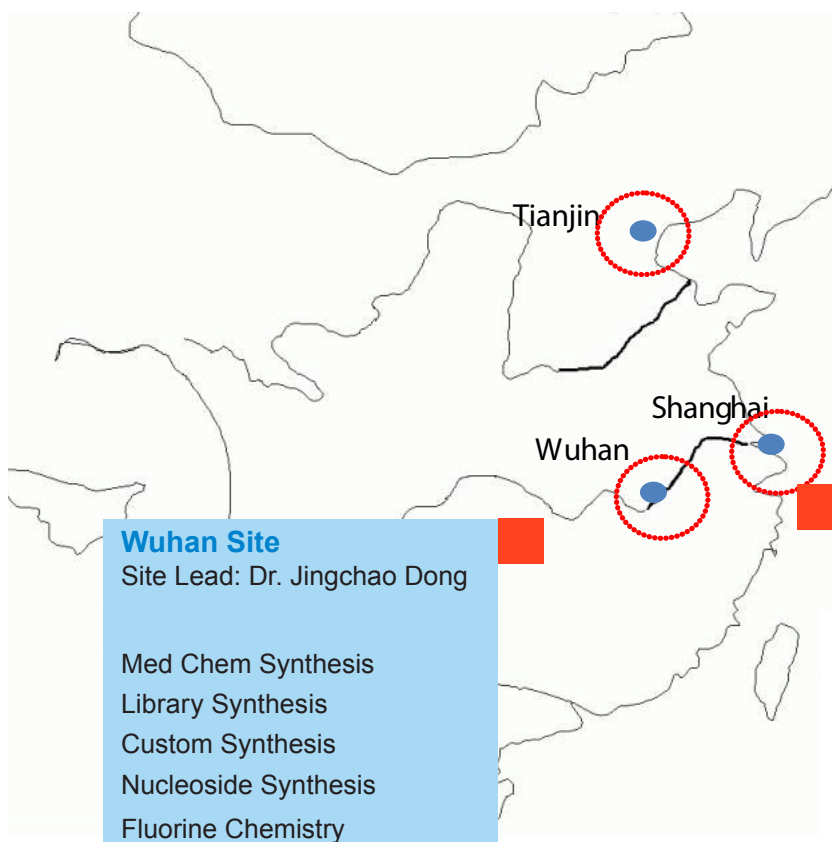 Tianjin
Shanghai
Wuhan
Wuhan Site
Site Lead: Dr. Jingchao Dong
Med Chem Synthesis
Library Synthesis
Custom Synthesis
Nucleoside Synthesis
Fluorine Chemistry